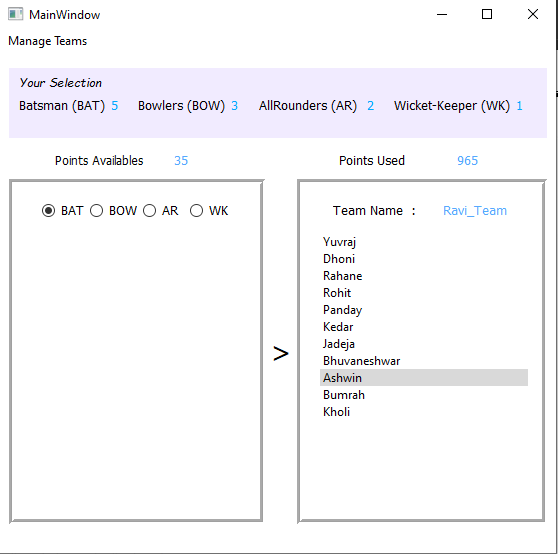 MainWindow
Manage Teams
Your Selection
Batsman (BAT) 5 Bowlers (BOW) 3 AllRounders (AR) 2 Wicket-Keeper (WK) 1
Points Availables 35 Points Used 965
BAT BOW AR WK
>
Team Name : Ravi_Team
Yuvraj
Dhoni
Rahane
Rohit
Panday
Kedar
Jadeja
Bhuvaneshwar
Ashwin
Bumrah
Kholi